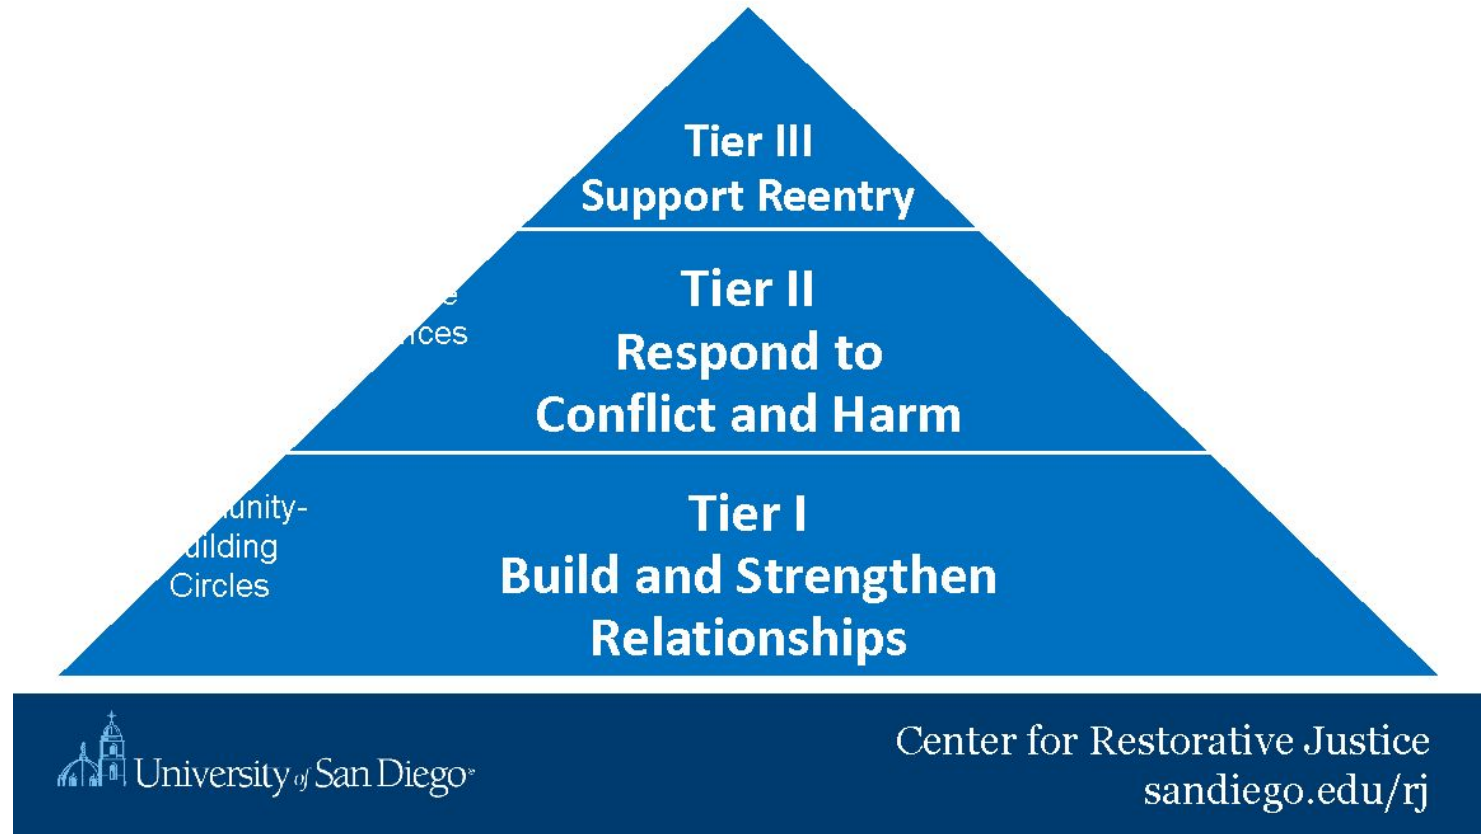 Tier III
Support Reentry
Tier II
Respond to
Conflict and Harm
Tier I
Build and Strengthen
Relationships
Circles
University of San Diego
Center for Restorative Justice
sandiego.edu/rj